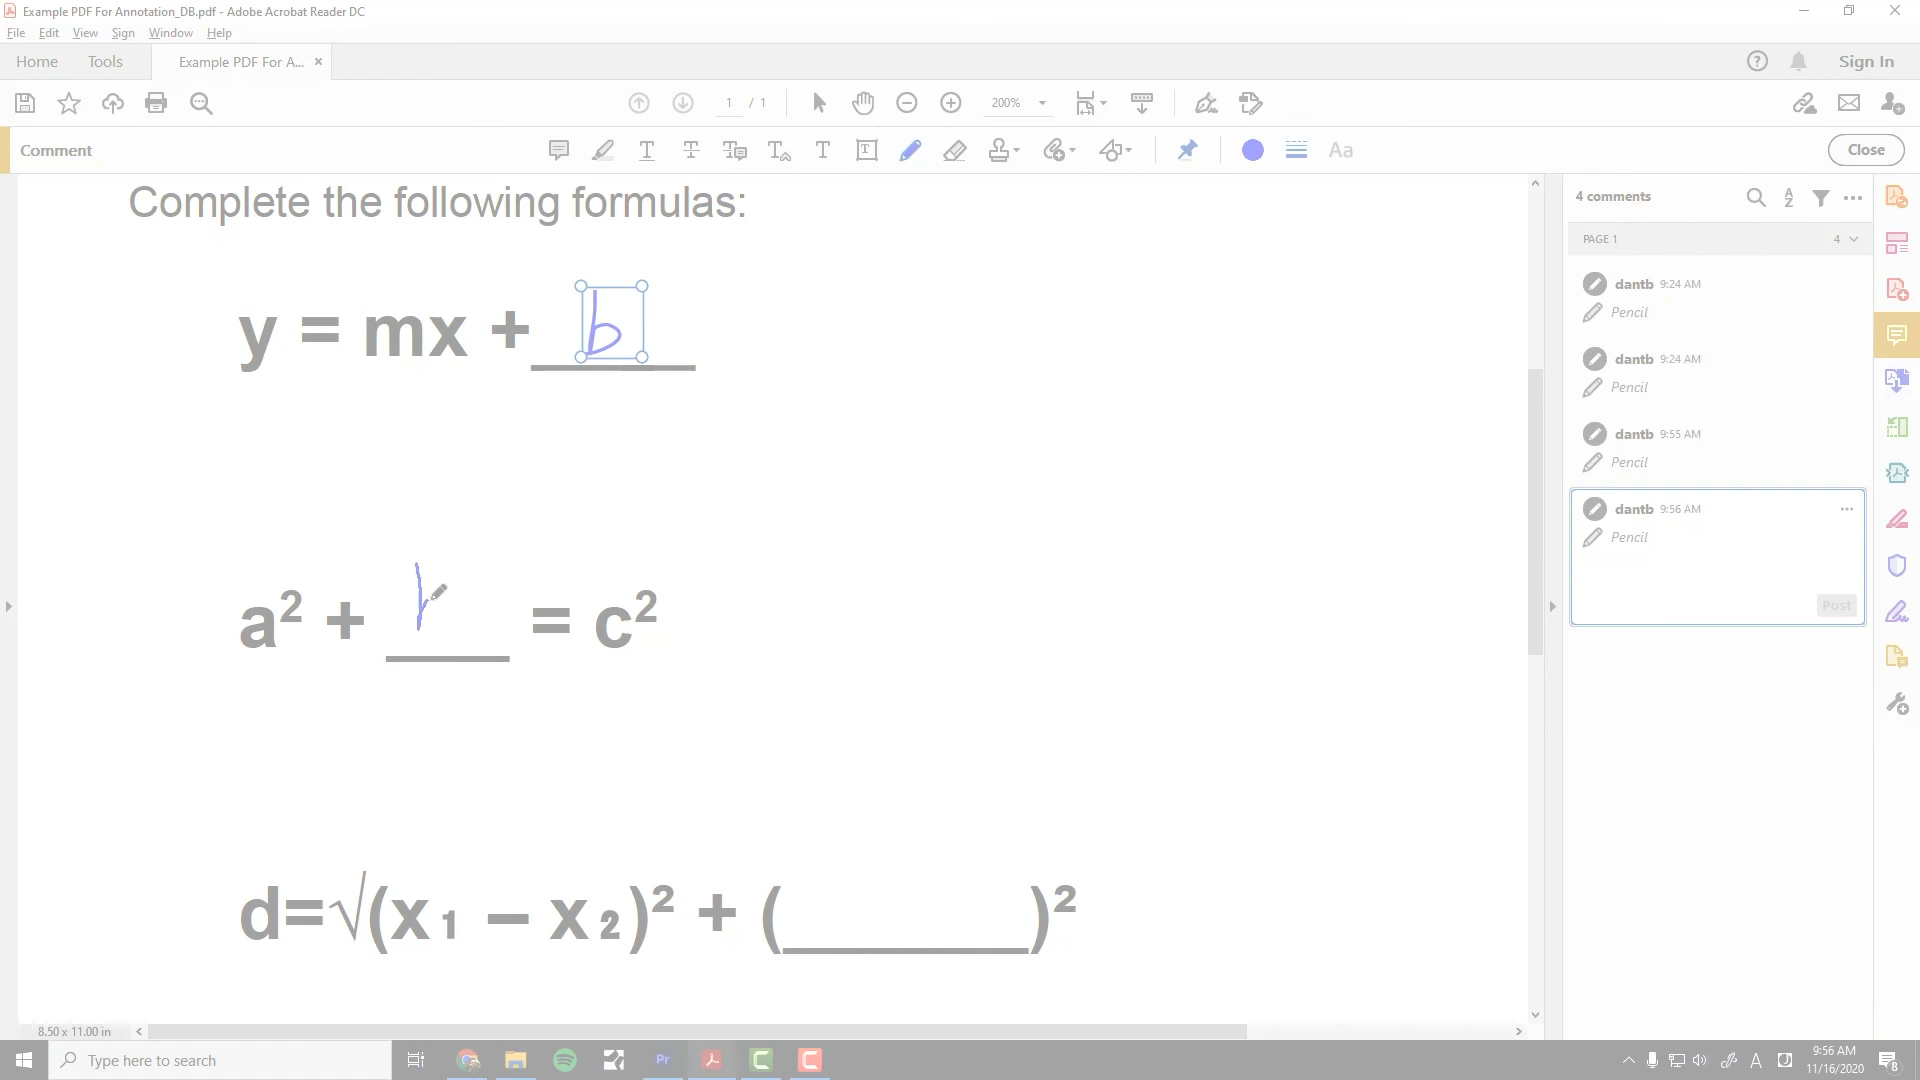 Example PDF For Annotation_DB.pdf - Adobe Acrobat Reader DC
File Edit View Sign Window Help
Home Tools Example PDF For A... × Sign In
1 / 1 200%
Comment Aa Close
Complete the following formulas:
y = mx + b
a² + ____ = c²
d=√(x₁ – x₂)² + (________)²
4 comments
PAGE 1 4
dantb 9:24 AM
Pencil
dantb 9:24 AM
Pencil
dantb 9:55 AM
Pencil
dantb 9:56 AM
Pencil
Post
8.50 x 11.00 in
Type here to search Pr A 9:56 AM
11/16/2020 8